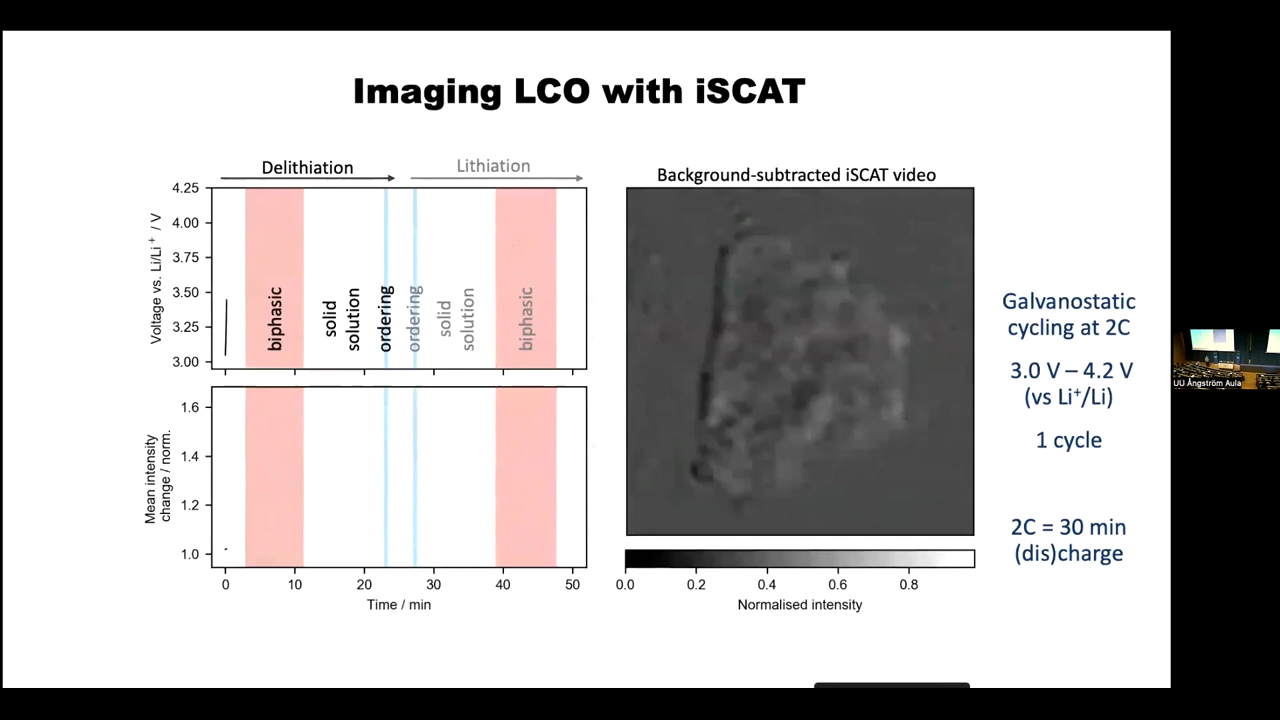 Imaging LCO with iSCAT
Delithiation
Lithiation
4.25
4.00
3.75
3.50
3.25
3.00
Voltage vs. Li/Li⁺ / V
biphasic
solid
solution
ordering
ordering
solid
solution
biphasic
1.6
1.4
1.2
1.0
Mean intensity
change / norm.
0
10
20
30
40
50
Time / min
Background-subtracted iSCAT video
0.0
0.2
0.4
0.6
0.8
Normalised intensity
Galvanostatic
cycling at 2C
3.0 V – 4.2 V
(vs Li⁺/Li)
1 cycle
2C = 30 min
(dis)charge
UU Ångström Aula